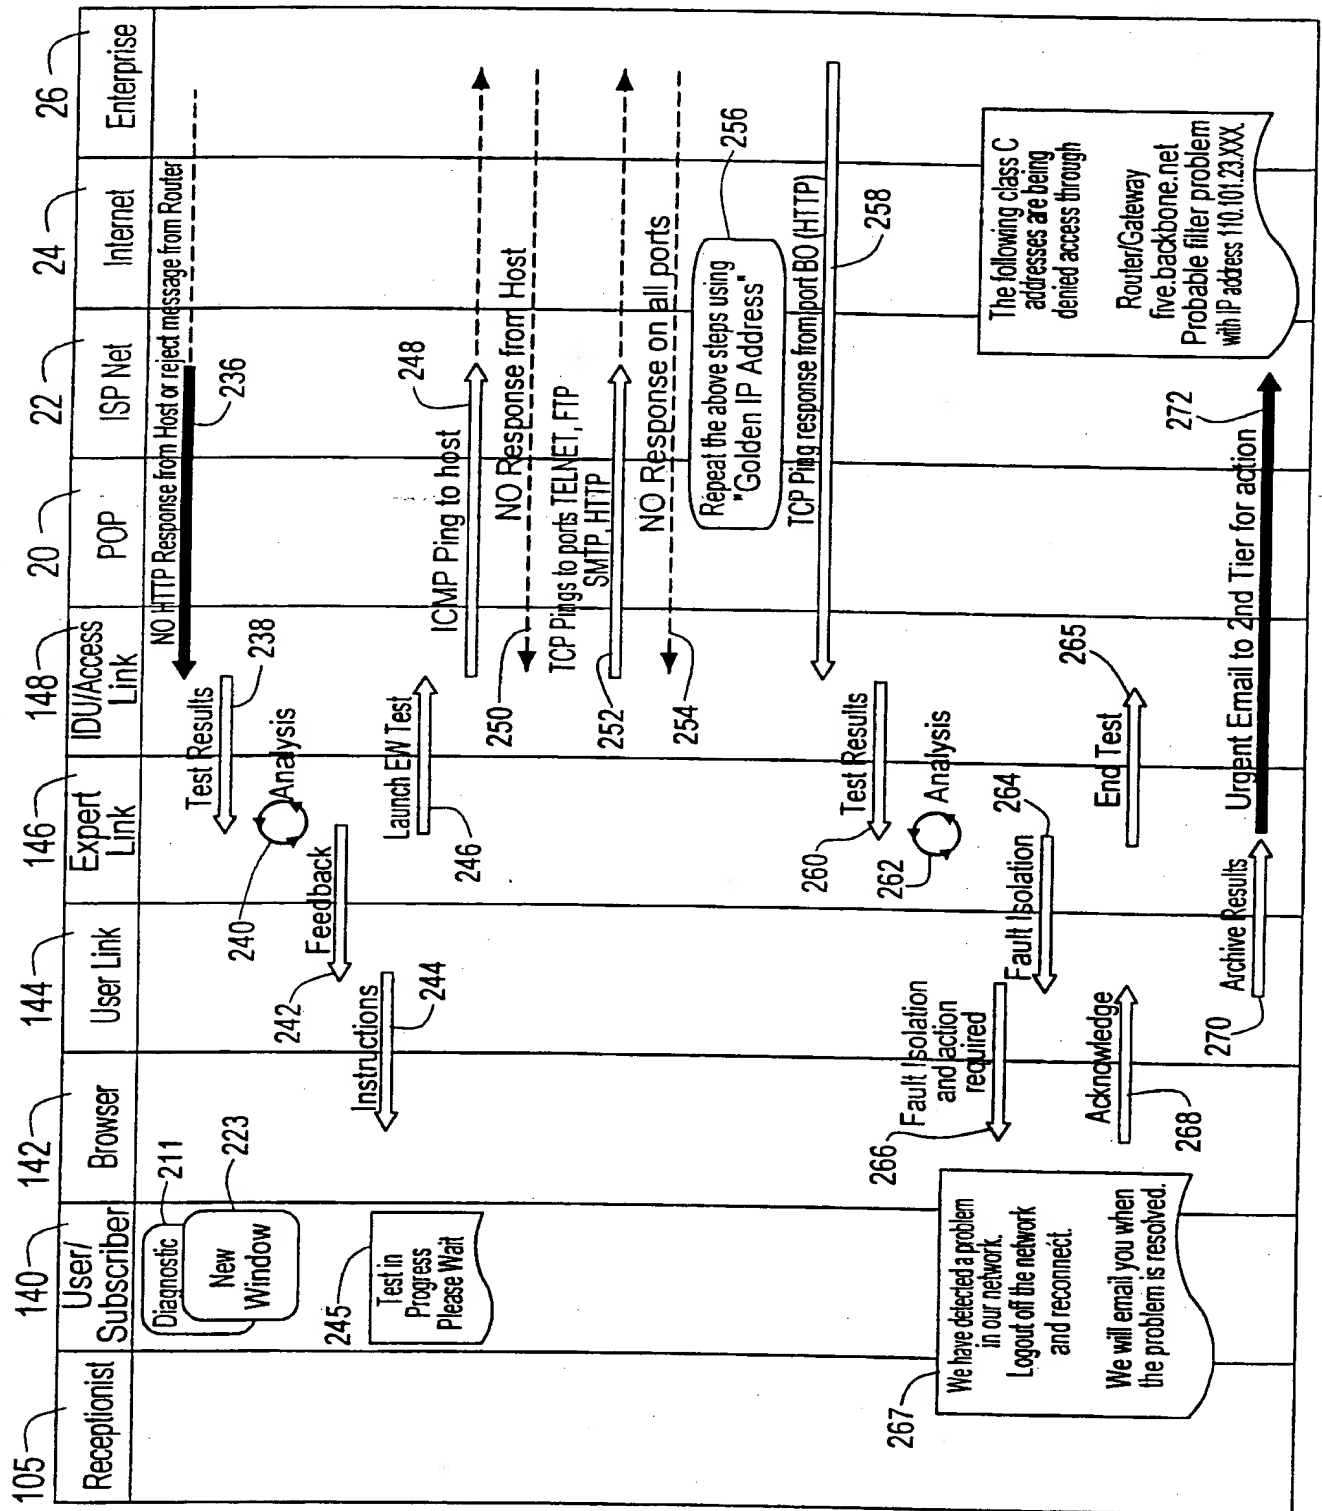 105
140
142
144
146
148
20
22
24
26
Receptionist
User/
Subscriber
Browser
User Link
Expert
Link
IDU/Access
Link
POP
ISP Net
Internet
Enterprise
Diagnostic
211
New
Window
223
NO HTTP Response from Host or reject message from Router
236
Test Results
238
Analysis
240
Feedback
242
Instructions
244
245
Test in
Progress
Please Wait
Launch EW Test
246
ICMP Ping to host
248
NO Response from Host
250
TCP Pings to ports TELNET, FTP
SMTP, HTTP
252
NO Response on all ports
254
Repeat the above steps using
"Golden IP Address"
256
TCP Ping response from port BO (HTTP)
258
Test Results
260
Analysis
262
264
Fault Isolation
Fault Isolation
and action
required
266
267
We have detected a problem
in our network.
Logout off the network
and reconnect.
We will email you when
the problem is resolved.
End Test
265
Acknowledge
268
Archive Results
270
Urgent Email to 2nd Tier for action
272
The following class C
addresses are being
denied access through
Router/Gateway
five.backbone.net
Probable filter problem
with IP address 110.101.23.XXX.